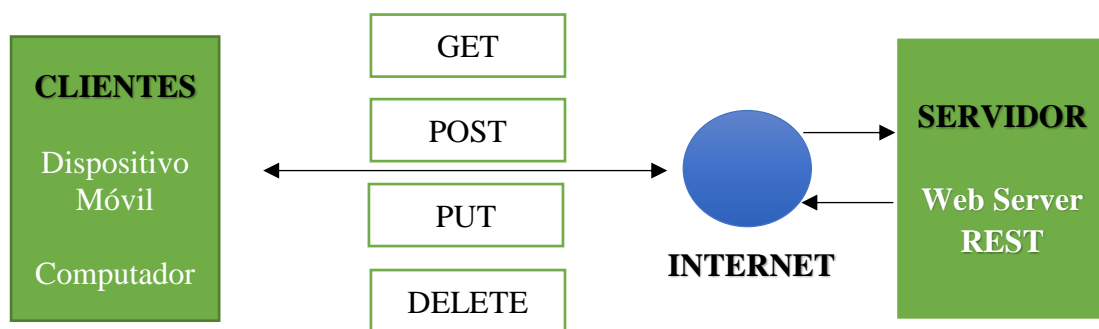 CLIENTES
Dispositivo
Móvil
Computador
GET
POST
PUT
DELETE
INTERNET
SERVIDOR
Web Server
REST